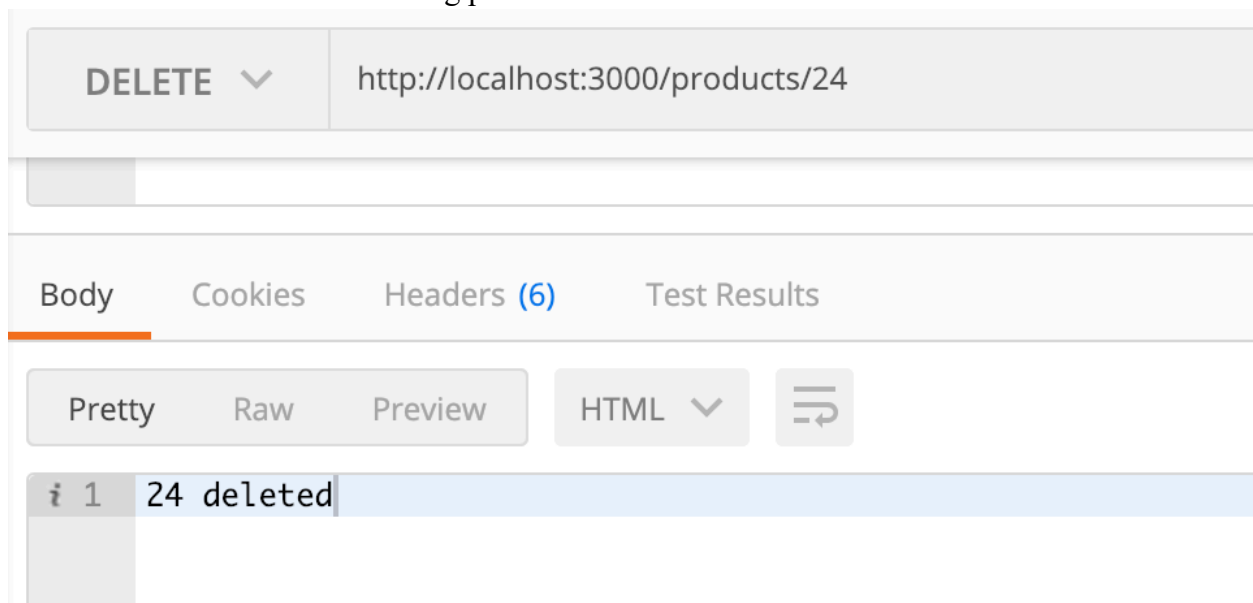 DELETE http://localhost:3000/products/24
Body Cookies Headers (6) Test Results
Pretty Raw Preview HTML
i 1 24 deleted